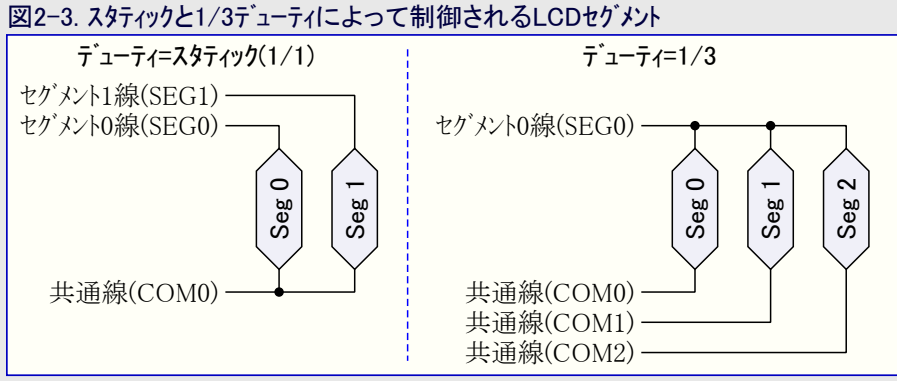 図2-3. ｽﾀﾃｨｯｸと1/3ﾃﾞｭｰﾃｨによって制御されるLCDｾｸﾞﾒﾝﾄ
ﾃﾞｭｰﾃｨ=ｽﾀﾃｨｯｸ(1/1)
ｾｸﾞﾒﾝﾄ1線(SEG1)
ｾｸﾞﾒﾝﾄ0線(SEG0)
Seg 0
Seg 1
共通線(COM0)
ﾃﾞｭｰﾃｨ=1/3
ｾｸﾞﾒﾝﾄ0線(SEG0)
Seg 0
Seg 1
Seg 2
共通線(COM0)
共通線(COM1)
共通線(COM2)